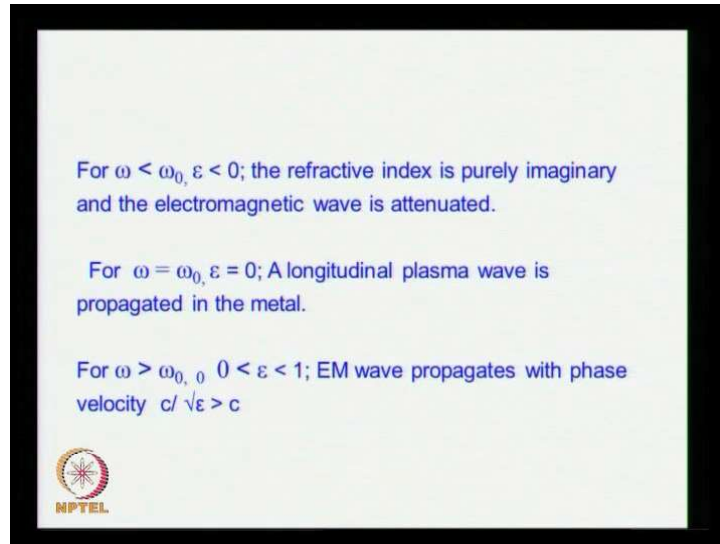 For ω < ω₀, ε < 0; the refractive index is purely imaginary
and the electromagnetic wave is attenuated.
For ω = ω₀, ε = 0; A longitudinal plasma wave is
propagated in the metal.
For ω > ω₀, ₀ 0 < ε < 1; EM wave propagates with phase
velocity c/ √ε > c
NPTEL